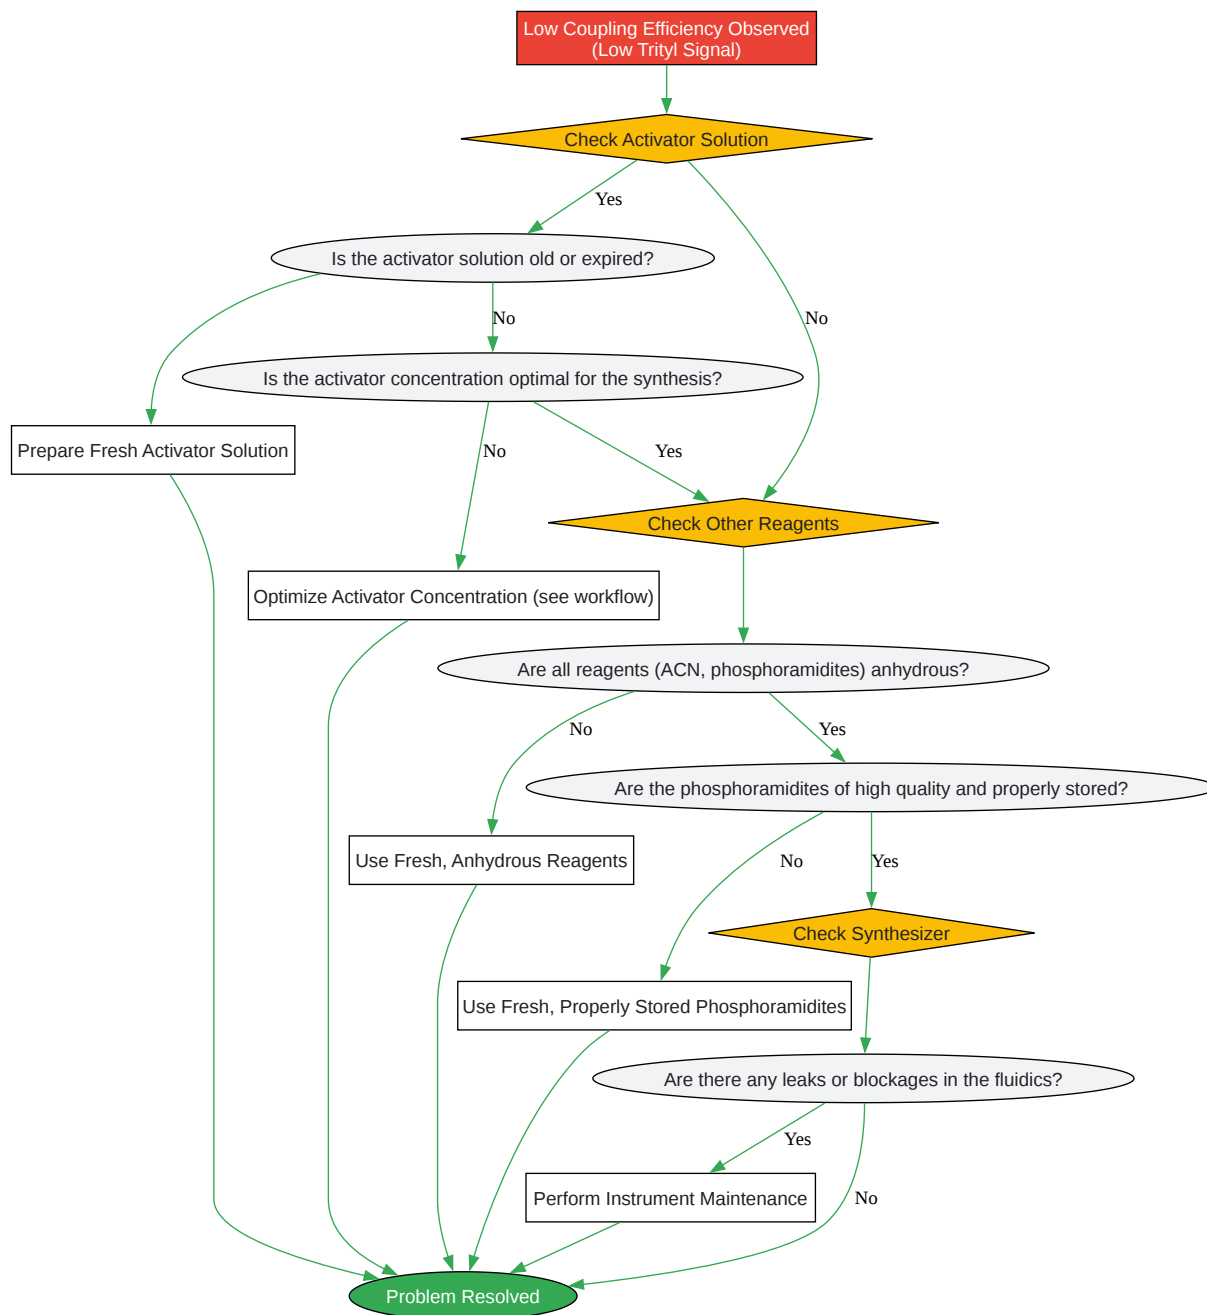 Low Coupling Efficiency Observed
(Low Trityl Signal)
Check Activator Solution
Yes
Is the activator solution old or expired?
No
No
Is the activator concentration optimal for the synthesis?
Prepare Fresh Activator Solution
No
Yes
Check Other Reagents
Optimize Activator Concentration (see workflow)
Are all reagents (ACN, phosphoramidites) anhydrous?
No
Yes
Are the phosphoramidites of high quality and properly stored?
Use Fresh, Anhydrous Reagents
No
Yes
Check Synthesizer
Use Fresh, Properly Stored Phosphoramidites
Are there any leaks or blockages in the fluidics?
Yes
Perform Instrument Maintenance
No
Problem Resolved